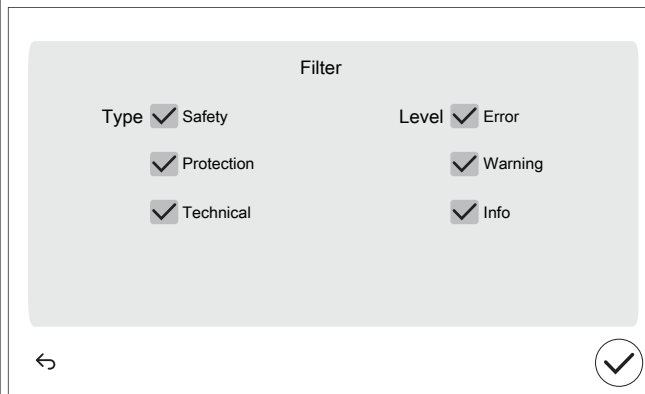 Filter
Type Safety Level Error
Protection Warning
Technical Info